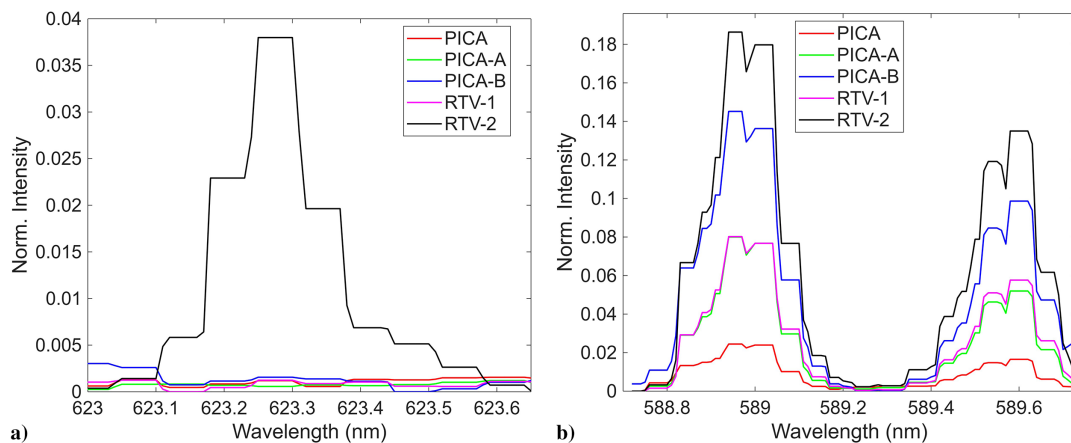 0.04
0.035
0.03
0.025
0.02
0.015
0.01
0.005
0
Norm. Intensity
PICA
PICA-A
PICA-B
RTV-1
RTV-2
623 623.1 623.2 623.3 623.4 623.5 623.6
Wavelength (nm)
a)
0.18
0.16
0.14
0.12
0.1
0.08
0.06
0.04
0.02
0
Norm. Intensity
PICA
PICA-A
PICA-B
RTV-1
RTV-2
588.8 589 589.2 589.4 589.6
Wavelength (nm)
b)